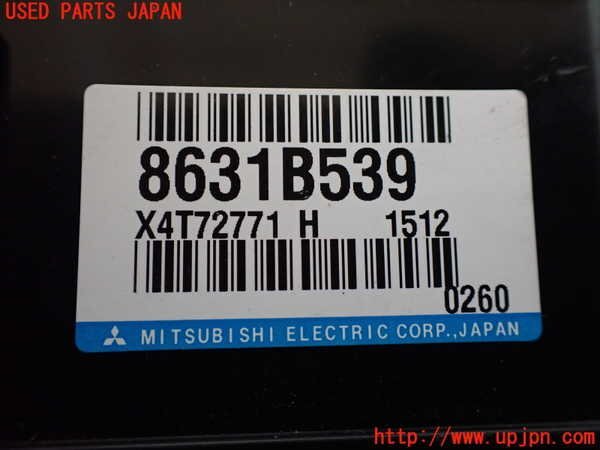 USED PARTS JAPAN
8631B539
X4T72771 H 1512
0260
MITSUBISHI ELECTRIC CORP.,JAPAN
http://www.upjpn.com/